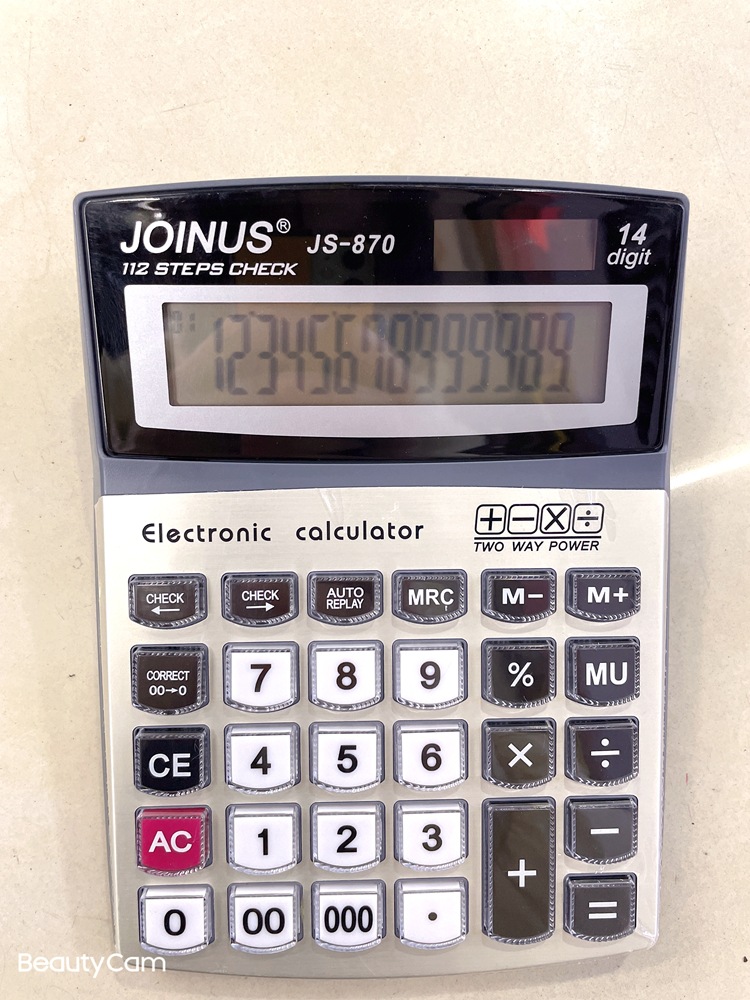 JOINUS® JS-870 14
112 STEPS CHECK digit
Electronic calculator + − × ÷
TWO WAY POWER
CHECK ← CHECK → AUTO REPLAY MRC M− M+
CORRECT 00→0 7 8 9 % MU
CE 4 5 6 × ÷
AC 1 2 3 + −
0 00 000 . =
BeautyCam